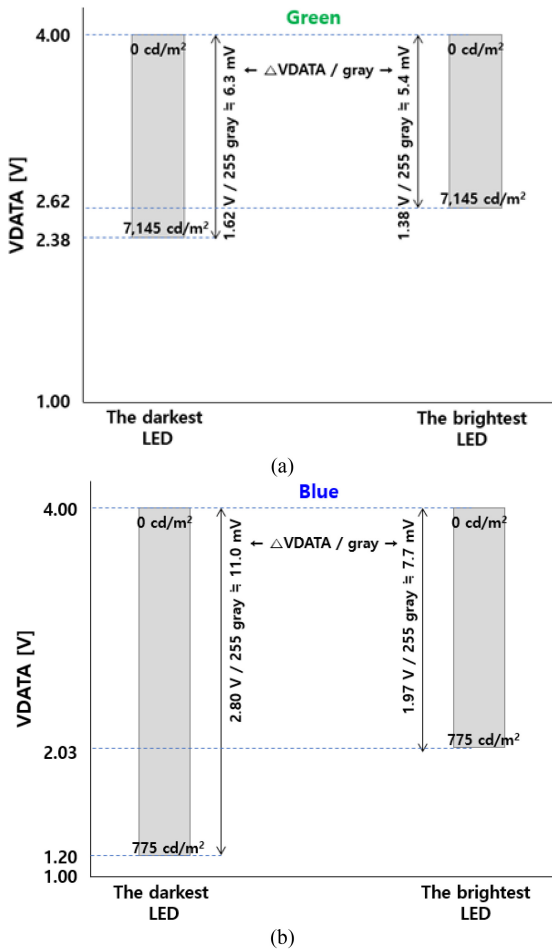 Green
4.00
0 cd/m²
0 cd/m²
← △VDATA / gray →
1.62 V / 255 gray ≒ 6.3 mV
1.38 V / 255 gray ≒ 5.4 mV
VDATA [V]
2.62
7,145 cd/m²
7,145 cd/m²
2.38
1.00
The darkest
LED
The brightest
LED
(a)
Blue
4.00
0 cd/m²
0 cd/m²
← △VDATA / gray →
2.80 V / 255 gray ≒ 11.0 mV
1.97 V / 255 gray ≒ 7.7 mV
VDATA [V]
2.03
775 cd/m²
775 cd/m²
1.20
1.00
The darkest
LED
The brightest
LED
(b)